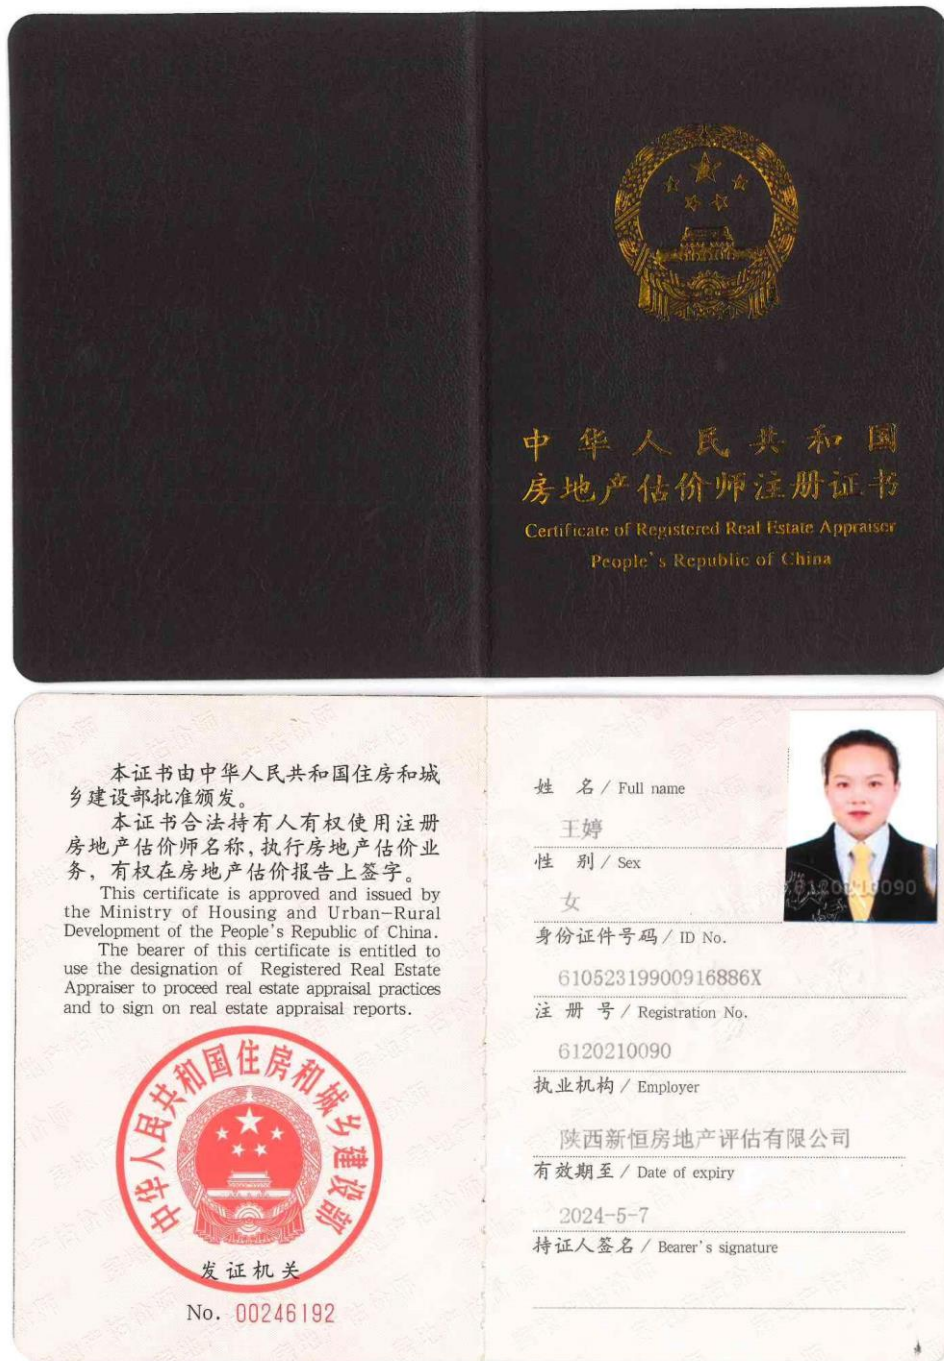 中华人民共和国
房地产估价师注册证书
Certificate of Registered Real Estate Appraiser
People's Republic of China
本证书由中华人民共和国住房和城
乡建设部批准颁发。
本证书合法持有人有权使用注册
房地产估价师名称，执行房地产估价业
务，有权在房地产估价报告上签字。
This certificate is approved and issued by
the Ministry of Housing and Urban-Rural
Development of the People's Republic of China.
The bearer of this certificate is entitled to
use the designation of Registered Real Estate
Appraiser to proceed real estate appraisal practices
and to sign on real estate appraisal reports.
中华人民共和国住房和城乡建设部
发证机关
No. 00246192
姓 名 / Full name
王婷
性 别 / Sex
女
身份证件号码 / ID No.
61052319900916886X
注 册 号 / Registration No.
6120210090
执业机构 / Employer
陕西新恒房地产评估有限公司
有效期至 / Date of expiry
2024-5-7
持证人签名 / Bearer's signature
6120210090